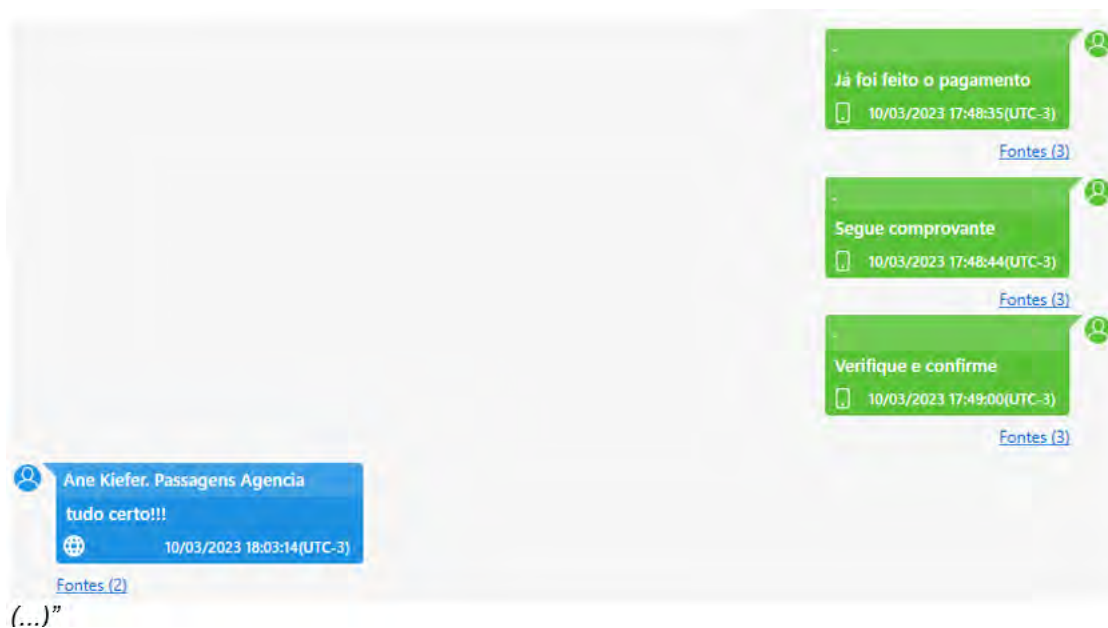 .
Já foi feito o pagamento
10/03/2023 17:48:35(UTC-3)
Fontes (3)
.
Segue comprovante
10/03/2023 17:48:44(UTC-3)
Fontes (3)
.
Verifique e confirme
10/03/2023 17:49:00(UTC-3)
Fontes (3)
Ane Kiefer. Passagens Agencia
tudo certo!!!
10/03/2023 18:03:14(UTC-3)
Fontes (2)
(...)”